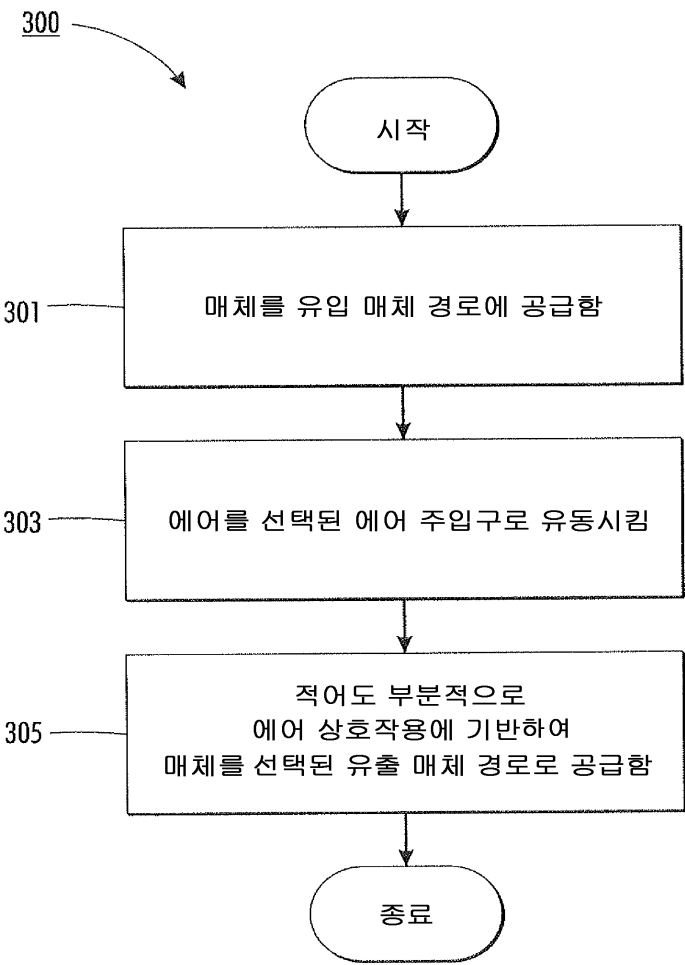 300
시작
301
매체를 유입 매체 경로에 공급함
303
에어를 선택된 에어 주입구로 유동시킴
305
적어도 부분적으로
에어 상호작용에 기반하여
매체를 선택된 유출 매체 경로로 공급함
종료